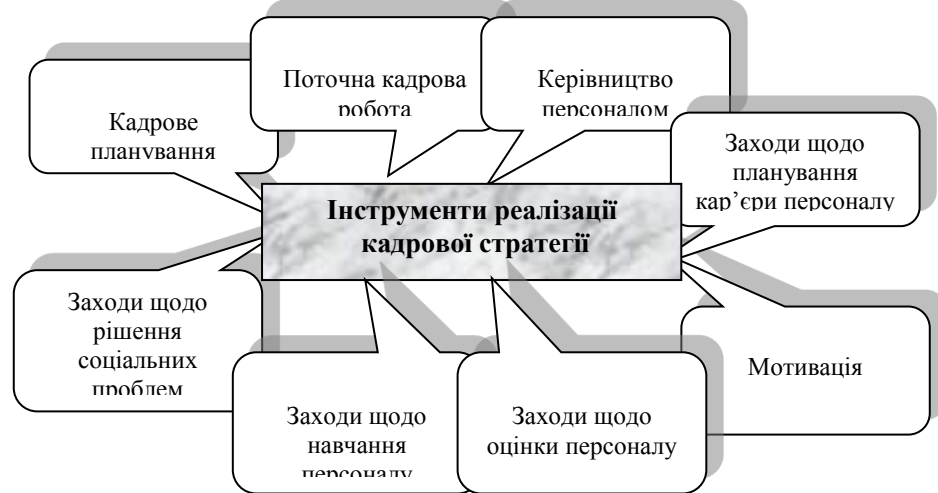 Поточна кадрова
робота
Керівництво
персоналом
Кадрове
планування
Заходи щодо
планування
кар’єри персоналу
Інструменти реалізації
кадрової стратегії
Заходи щодо
рішення
соціальних
проблем
Мотивація
Заходи щодо
навчання
персоналу
Заходи щодо
оцінки персоналу